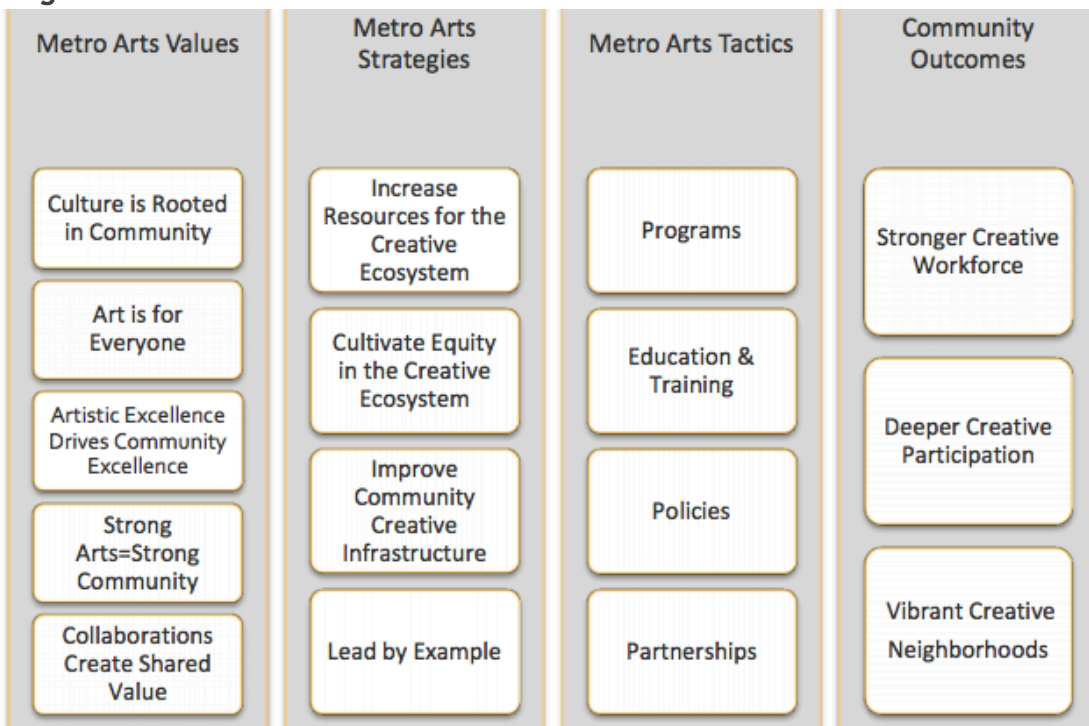 Metro Arts Values
Culture is Rooted
in Community
Art is for
Everyone
Artistic Excellence
Drives Community
Excellence
Strong
Arts=Strong
Community
Collaborations
Create Shared
Value
Metro Arts
Strategies
Increase
Resources for the
Creative
Ecosystem
Cultivate Equity
in the Creative
Ecosystem
Improve
Community
Creative
Infrastructure
Lead by Example
Metro Arts Tactics
Programs
Education &
Training
Policies
Partnerships
Community
Outcomes
Stronger Creative
Workforce
Deeper Creative
Participation
Vibrant Creative
Neighborhoods